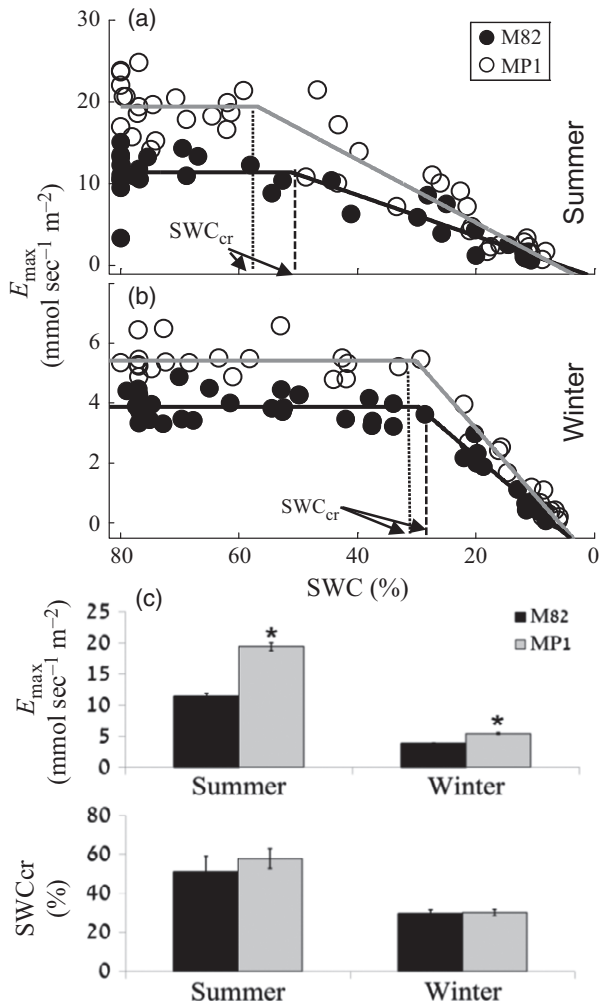 (a)
M82
MP1
30
20
10
0
SWCcr
Summer
Emax
(mmol sec−1 m−2)
(b)
6
4
2
0
SWCcr
Winter
80 60 40 20 0
SWC (%)
(c)
M82
MP1
25
20
15
10
5
0
Emax
(mmol sec−1 m−2)
*
*
Summer Winter
80
60
40
20
0
SWCcr
(%)
Summer Winter